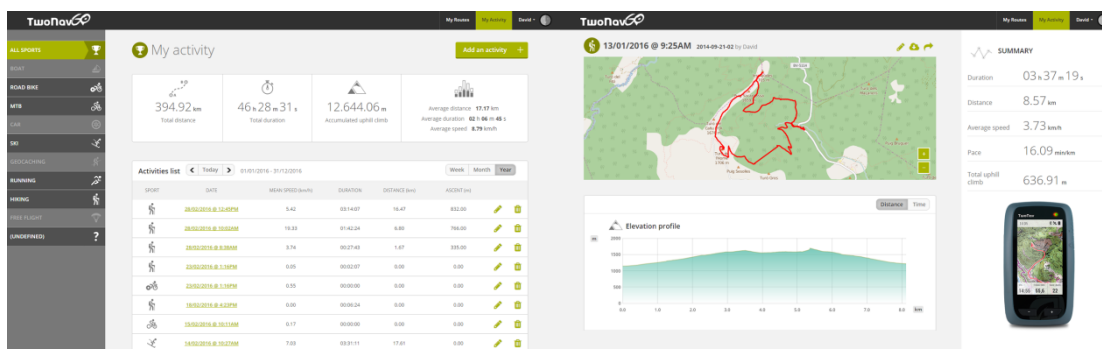 TwoNavGO
My Routes My Activity David
ALL SPORTS
BOAT
ROAD BIKE
MTB
CAR
SKI
GEOCACHING
RUNNING
HIKING
FREE FLIGHT
(UNDEFINED) ?
My activity
Add an activity +
394.92 km
Total distance
46 h 28 m 31 s
Total duration
12.644.06 m
Accumulated uphill climb
Average distance 17.17 km
Average duration 02 h 06 m 45 s
Average speed 8.79 km/h
Activities list Today 01/01/2016 - 31/12/2016 Week Month Year
SPORT DATE MEAN SPEED (km/h) DURATION DISTANCE (km) ASCENT (m)
28/02/2016 @ 12:45PM 5.42 03:14:07 16.47 832.00
28/02/2016 @ 10:02AM 19.33 01:42:24 6.80 766.00
28/02/2016 @ 8:38AM 3.74 00:27:43 1.67 335.00
23/02/2016 @ 1:14PM 0.05 00:02:07 0.00 0.00
23/02/2016 @ 1:10PM 0.55 00:00:00 0.00 0.00
18/02/2016 @ 4:23PM 0.00 00:06:24 0.00 0.00
15/02/2016 @ 10:11AM 0.17 00:00:00 0.00 0.00
14/02/2016 @ 10:27AM 7.03 03:31:11 17.61 0.00
TwoNavGO
My Routes My Activity David
13/01/2016 @ 9:25AM 2014-09-21-02 by David
+
-
Distance Time
Elevation profile
m
2000
1500
1000
500
0
0.0 1.0 2.0 3.0 4.0 5.0 6.0 7.0 8.0 km
SUMMARY
Duration 03 h 37 m 19 s
Distance 8.57 km
Average speed 3.73 km/h
Pace 16.09 min/km
Total uphill climb 636.91 m
TwoNav